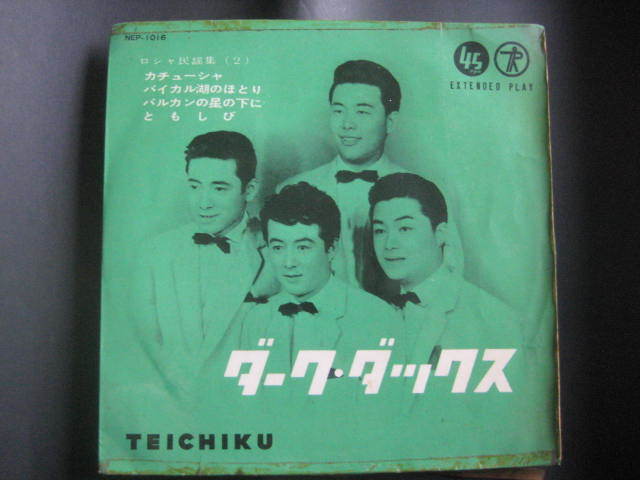 NEP-1016
ロシャ民謡集(2)
カチューシャ
バイカル湖のほとり
バルカンの星の下に
ともしび
45
EXTENDED PLAY
ダーク・ダックス
TEICHIKU